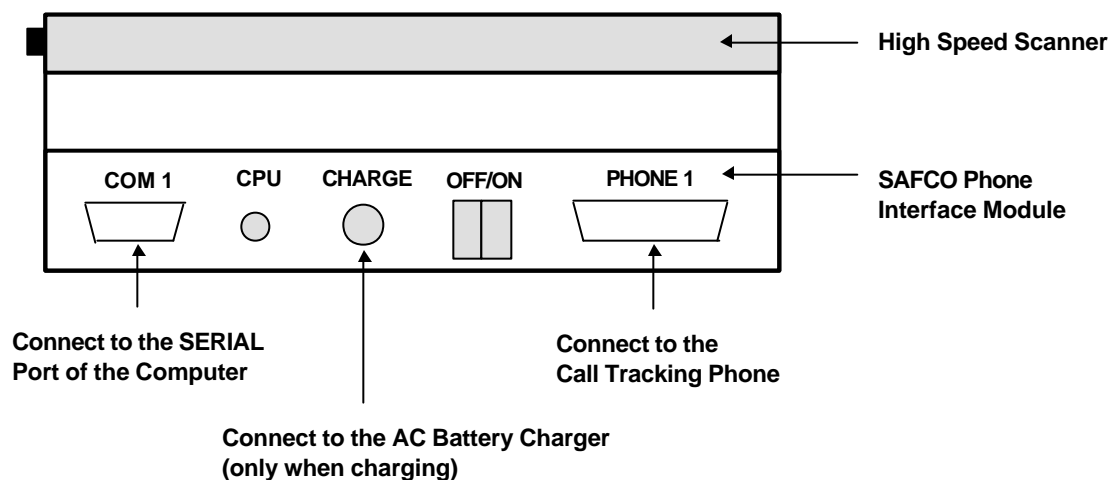 High Speed Scanner
COM 1 CPU CHARGE OFF/ON PHONE 1
SAFCO Phone
Interface Module
Connect to the SERIAL
Port of the Computer
Connect to the
Call Tracking Phone
Connect to the AC Battery Charger
(only when charging)